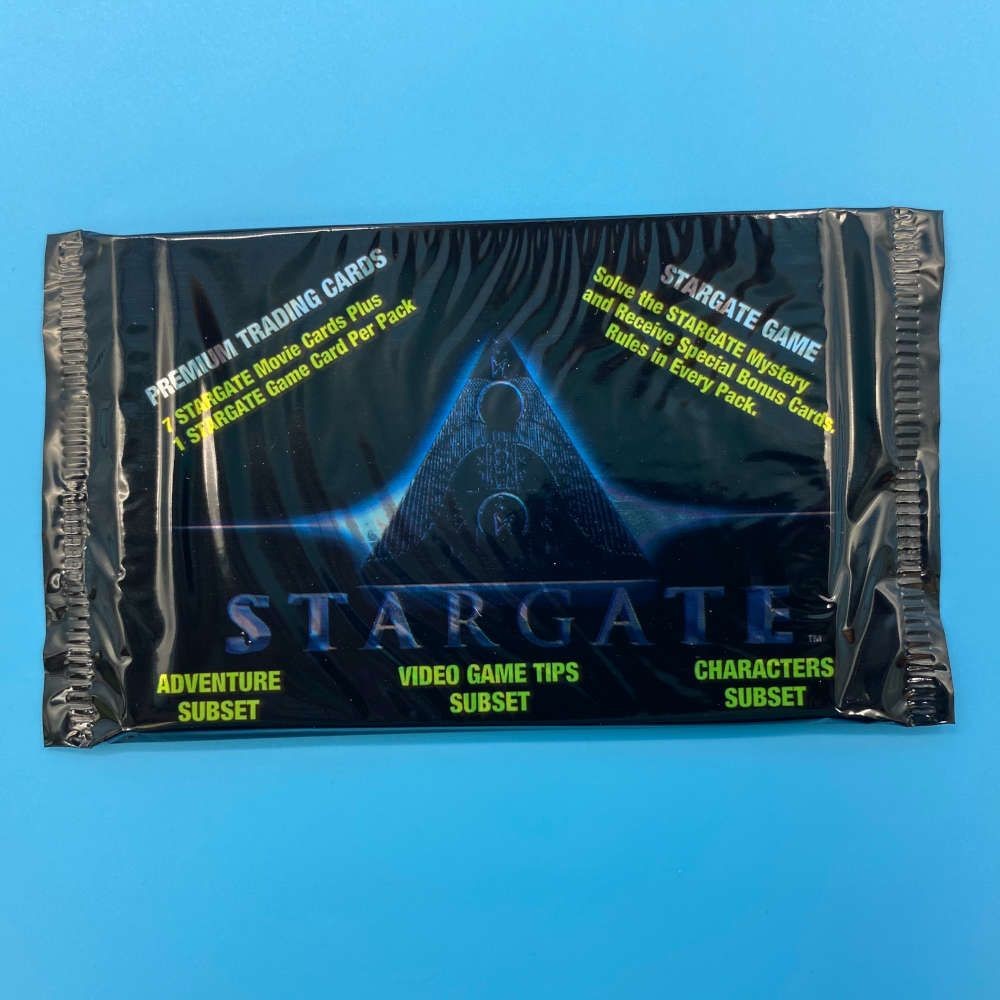 PREMIUM TRADING CARDS
7 STARGATE Movie Cards Plus
1 STARGATE Game Card Per Pack
STARGATE GAME
Solve the STARGATE Mystery
and Receive Special Bonus Cards.
Rules in Every Pack.
STARGATE™
ADVENTURE
SUBSET
VIDEO GAME TIPS
SUBSET
CHARACTERS
SUBSET